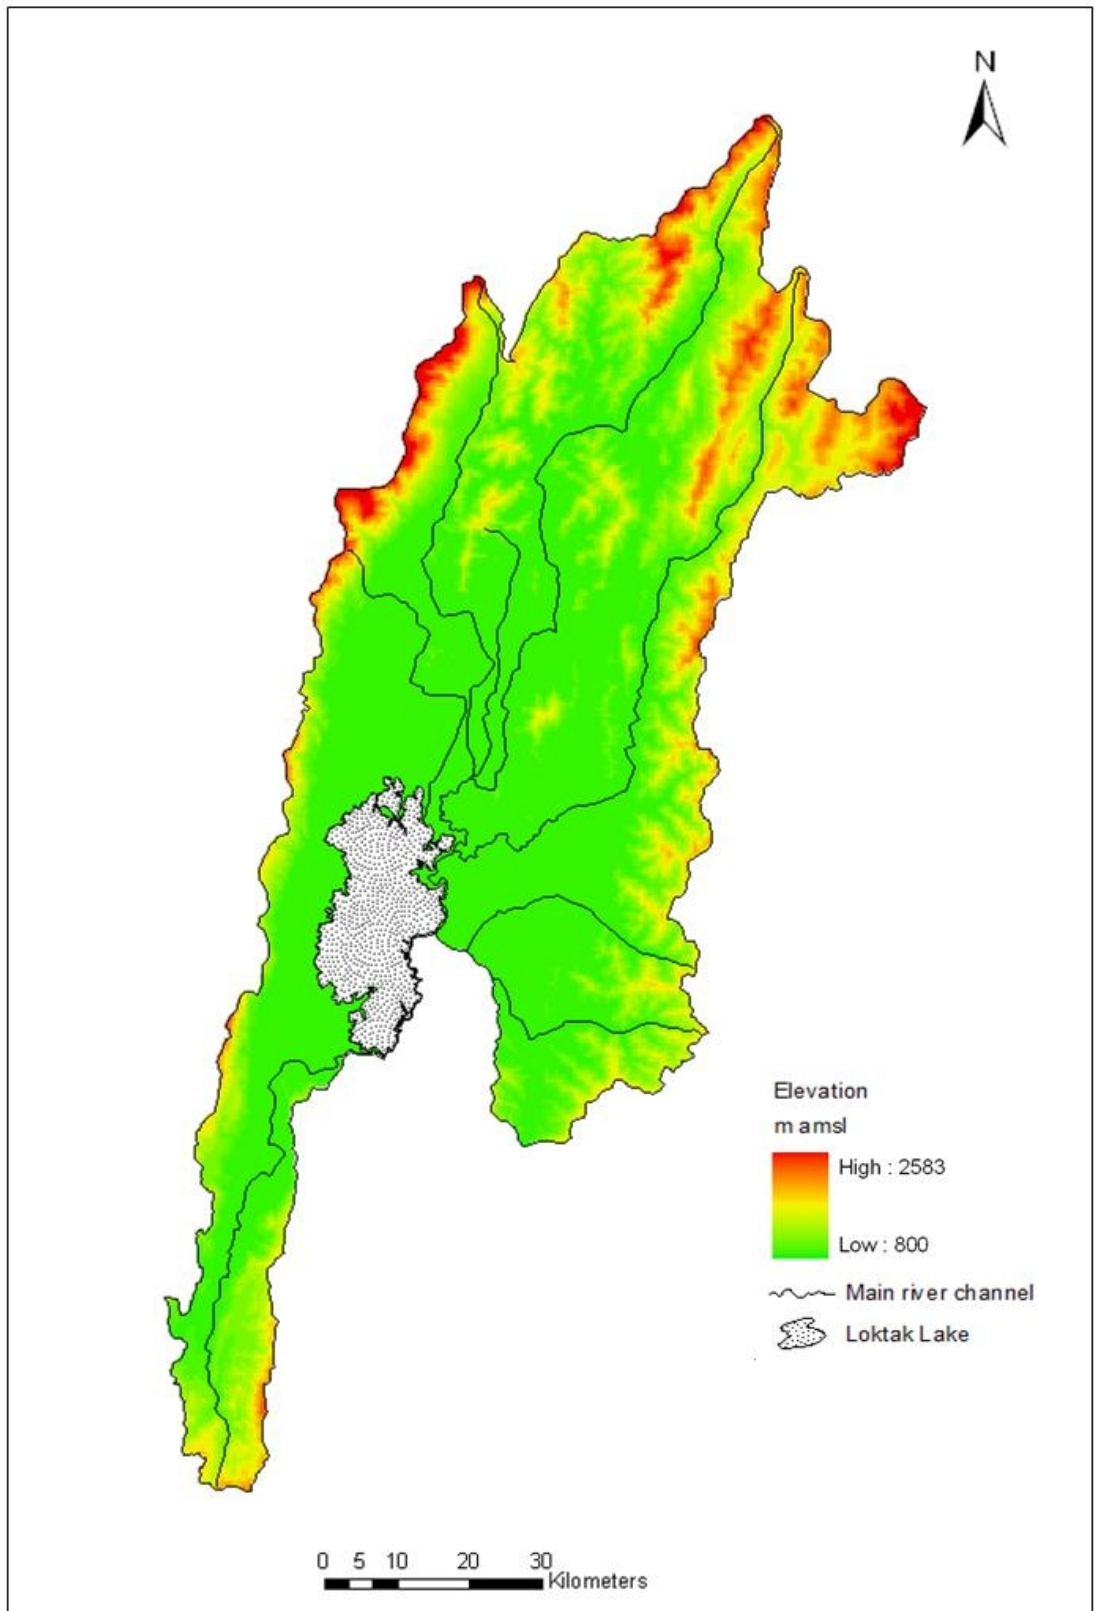 N
Elevation
m amsl
High : 2583
Low : 800
Main river channel
Loktak Lake
0 5 10 20 30
Kilometers